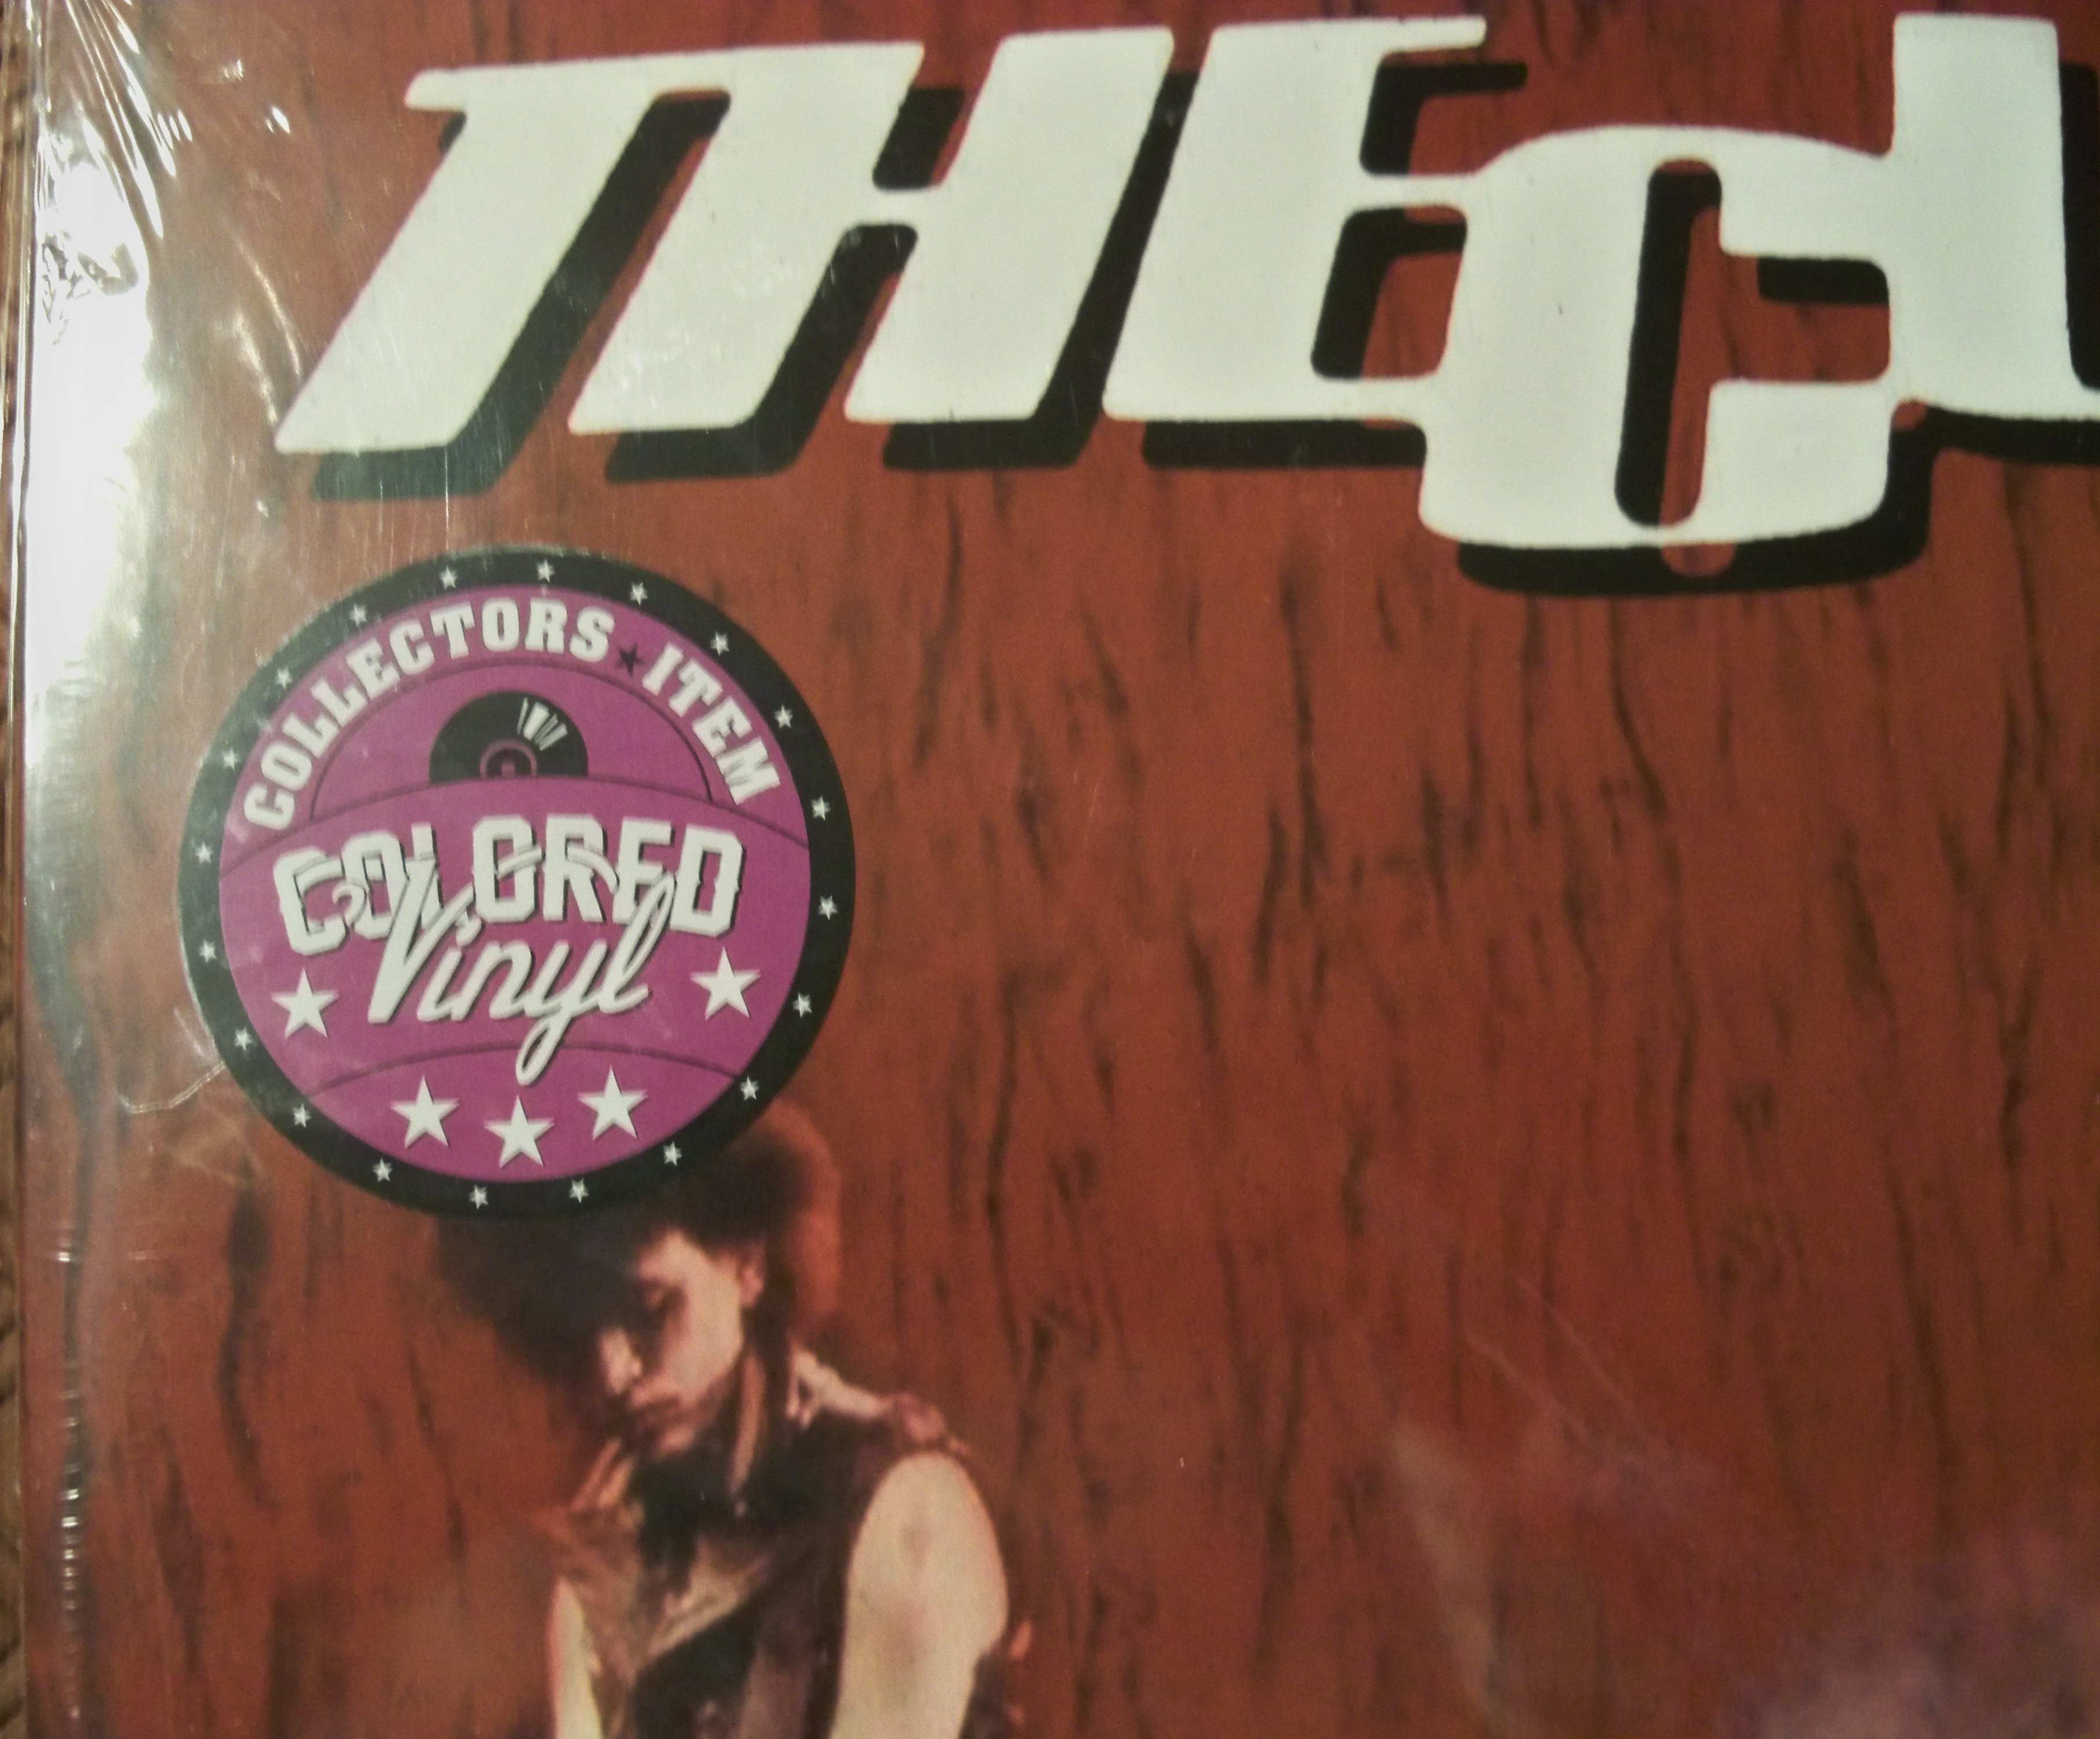 THE C
COLLECTORS ★ ITEM
COLORED
Vinyl